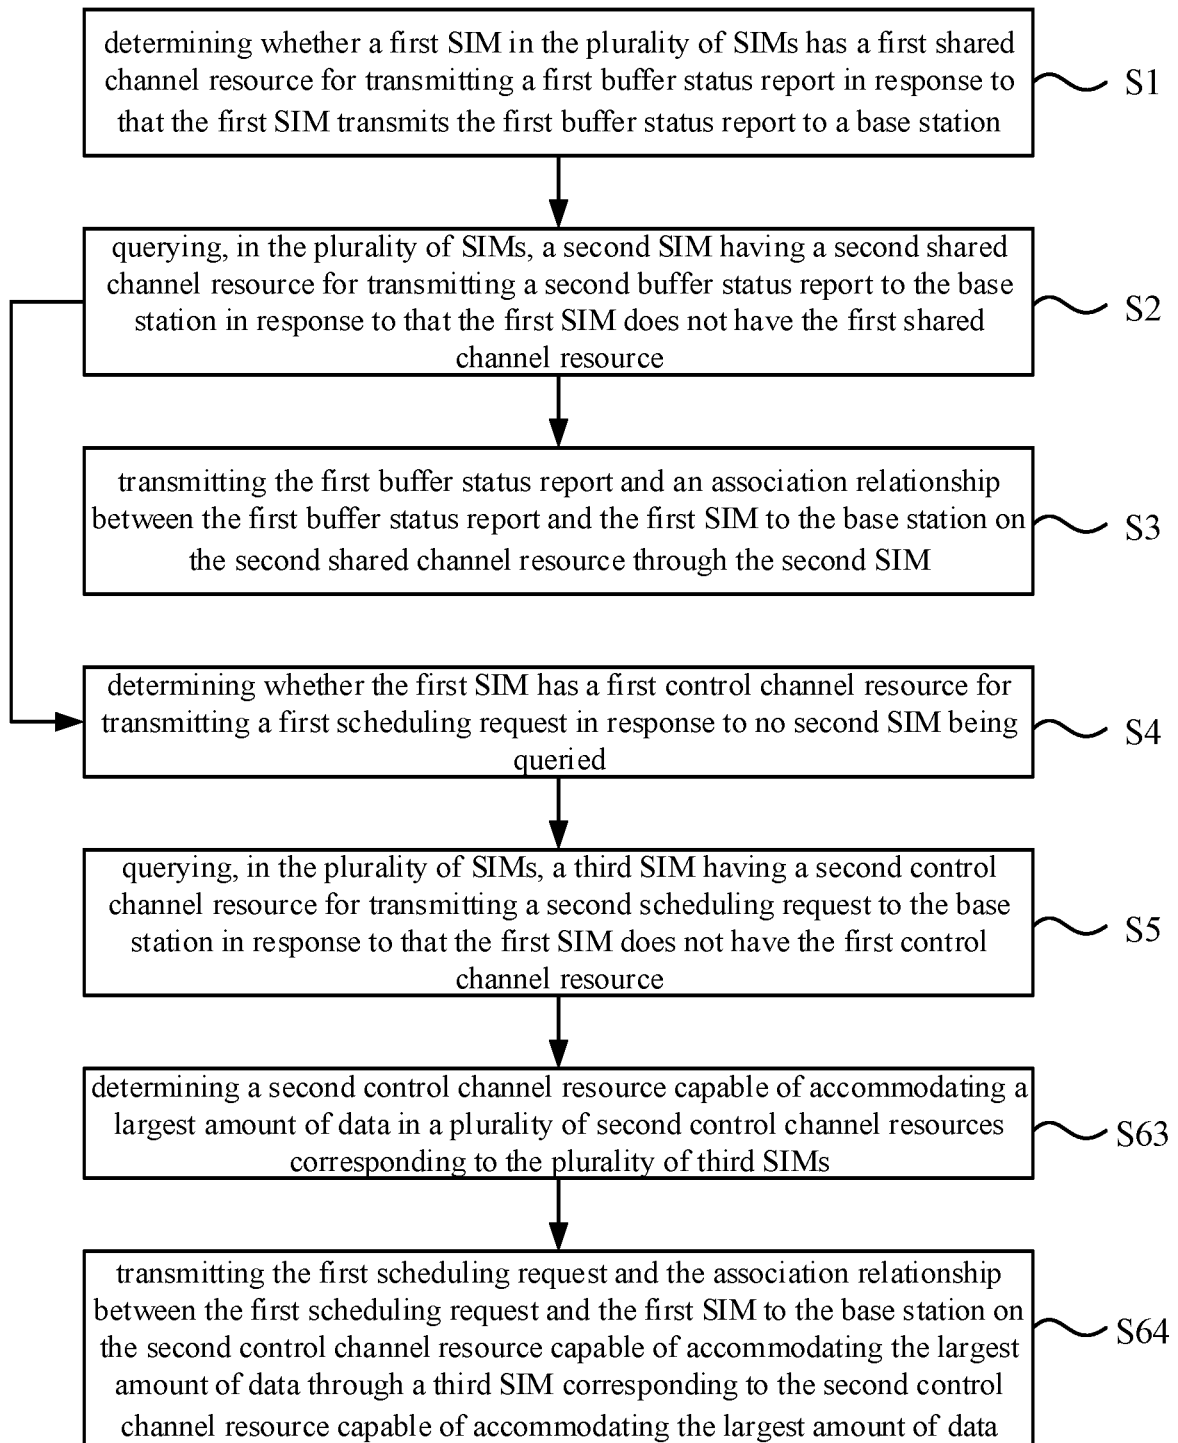 determining whether a first SIM in the plurality of SIMs has a first shared
channel resource for transmitting a first buffer status report in response to
that the first SIM transmits the first buffer status report to a base station
S1
querying, in the plurality of SIMs, a second SIM having a second shared
channel resource for transmitting a second buffer status report to the base
station in response to that the first SIM does not have the first shared
channel resource
S2
transmitting the first buffer status report and an association relationship
between the first buffer status report and the first SIM to the base station on
the second shared channel resource through the second SIM
S3
determining whether the first SIM has a first control channel resource for
transmitting a first scheduling request in response to no second SIM being
queried
S4
querying, in the plurality of SIMs, a third SIM having a second control
channel resource for transmitting a second scheduling request to the base
station in response to that the first SIM does not have the first control
channel resource
S5
determining a second control channel resource capable of accommodating a
largest amount of data in a plurality of second control channel resources
corresponding to the plurality of third SIMs
S63
transmitting the first scheduling request and the association relationship
between the first scheduling request and the first SIM to the base station on
the second control channel resource capable of accommodating the largest
amount of data through a third SIM corresponding to the second control
channel resource capable of accommodating the largest amount of data
S64